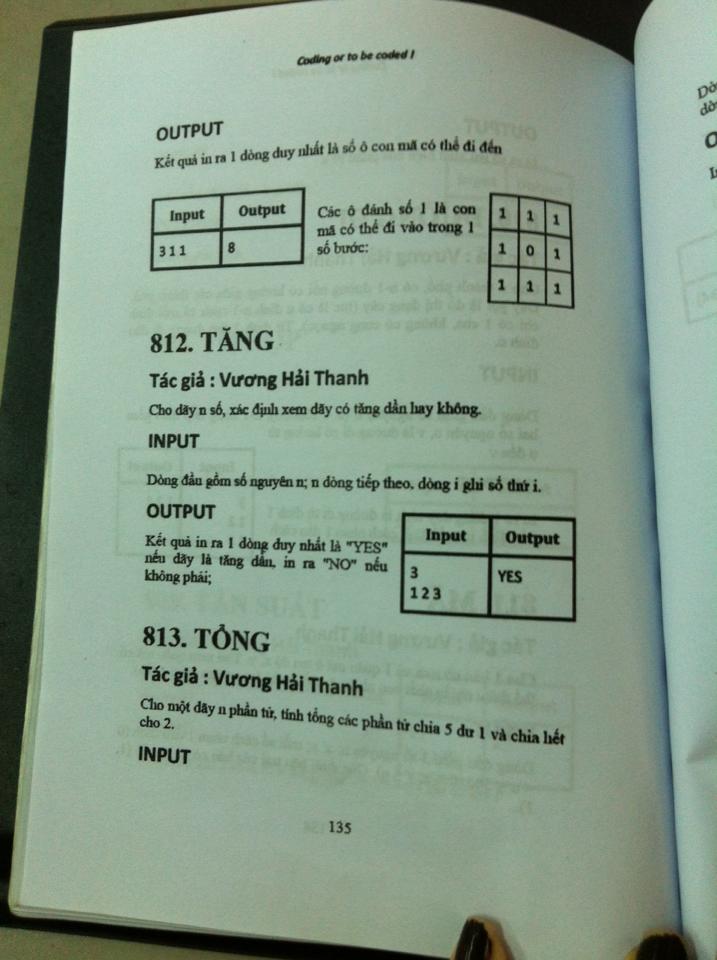 Coding or to be coded !
OUTPUT
Kết quả in ra 1 dòng duy nhất là số ô con mã có thể đi đến
Input Output
3 1 1 8
Các ô đánh số 1 là con
mã có thể đi vào trong 1
số bước:
1 1 1
1 0 1
1 1 1
812. TĂNG
Tác giả : Vương Hải Thanh
Cho dãy n số, xác định xem dãy có tăng dần hay không.
INPUT
Dòng đầu gồm số nguyên n; n dòng tiếp theo, dòng i ghi số thứ i.
OUTPUT
Kết quả in ra 1 dòng duy nhất là "YES"
nếu dãy là tăng dần, in ra "NO" nếu
không phải;
Input Output
3 YES
1 2 3
813. TỔNG
Tác giả : Vương Hải Thanh
Cho một dãy n phần tử, tính tổng các phần tử chia 5 dư 1 và chia hết
cho 2.
INPUT
135